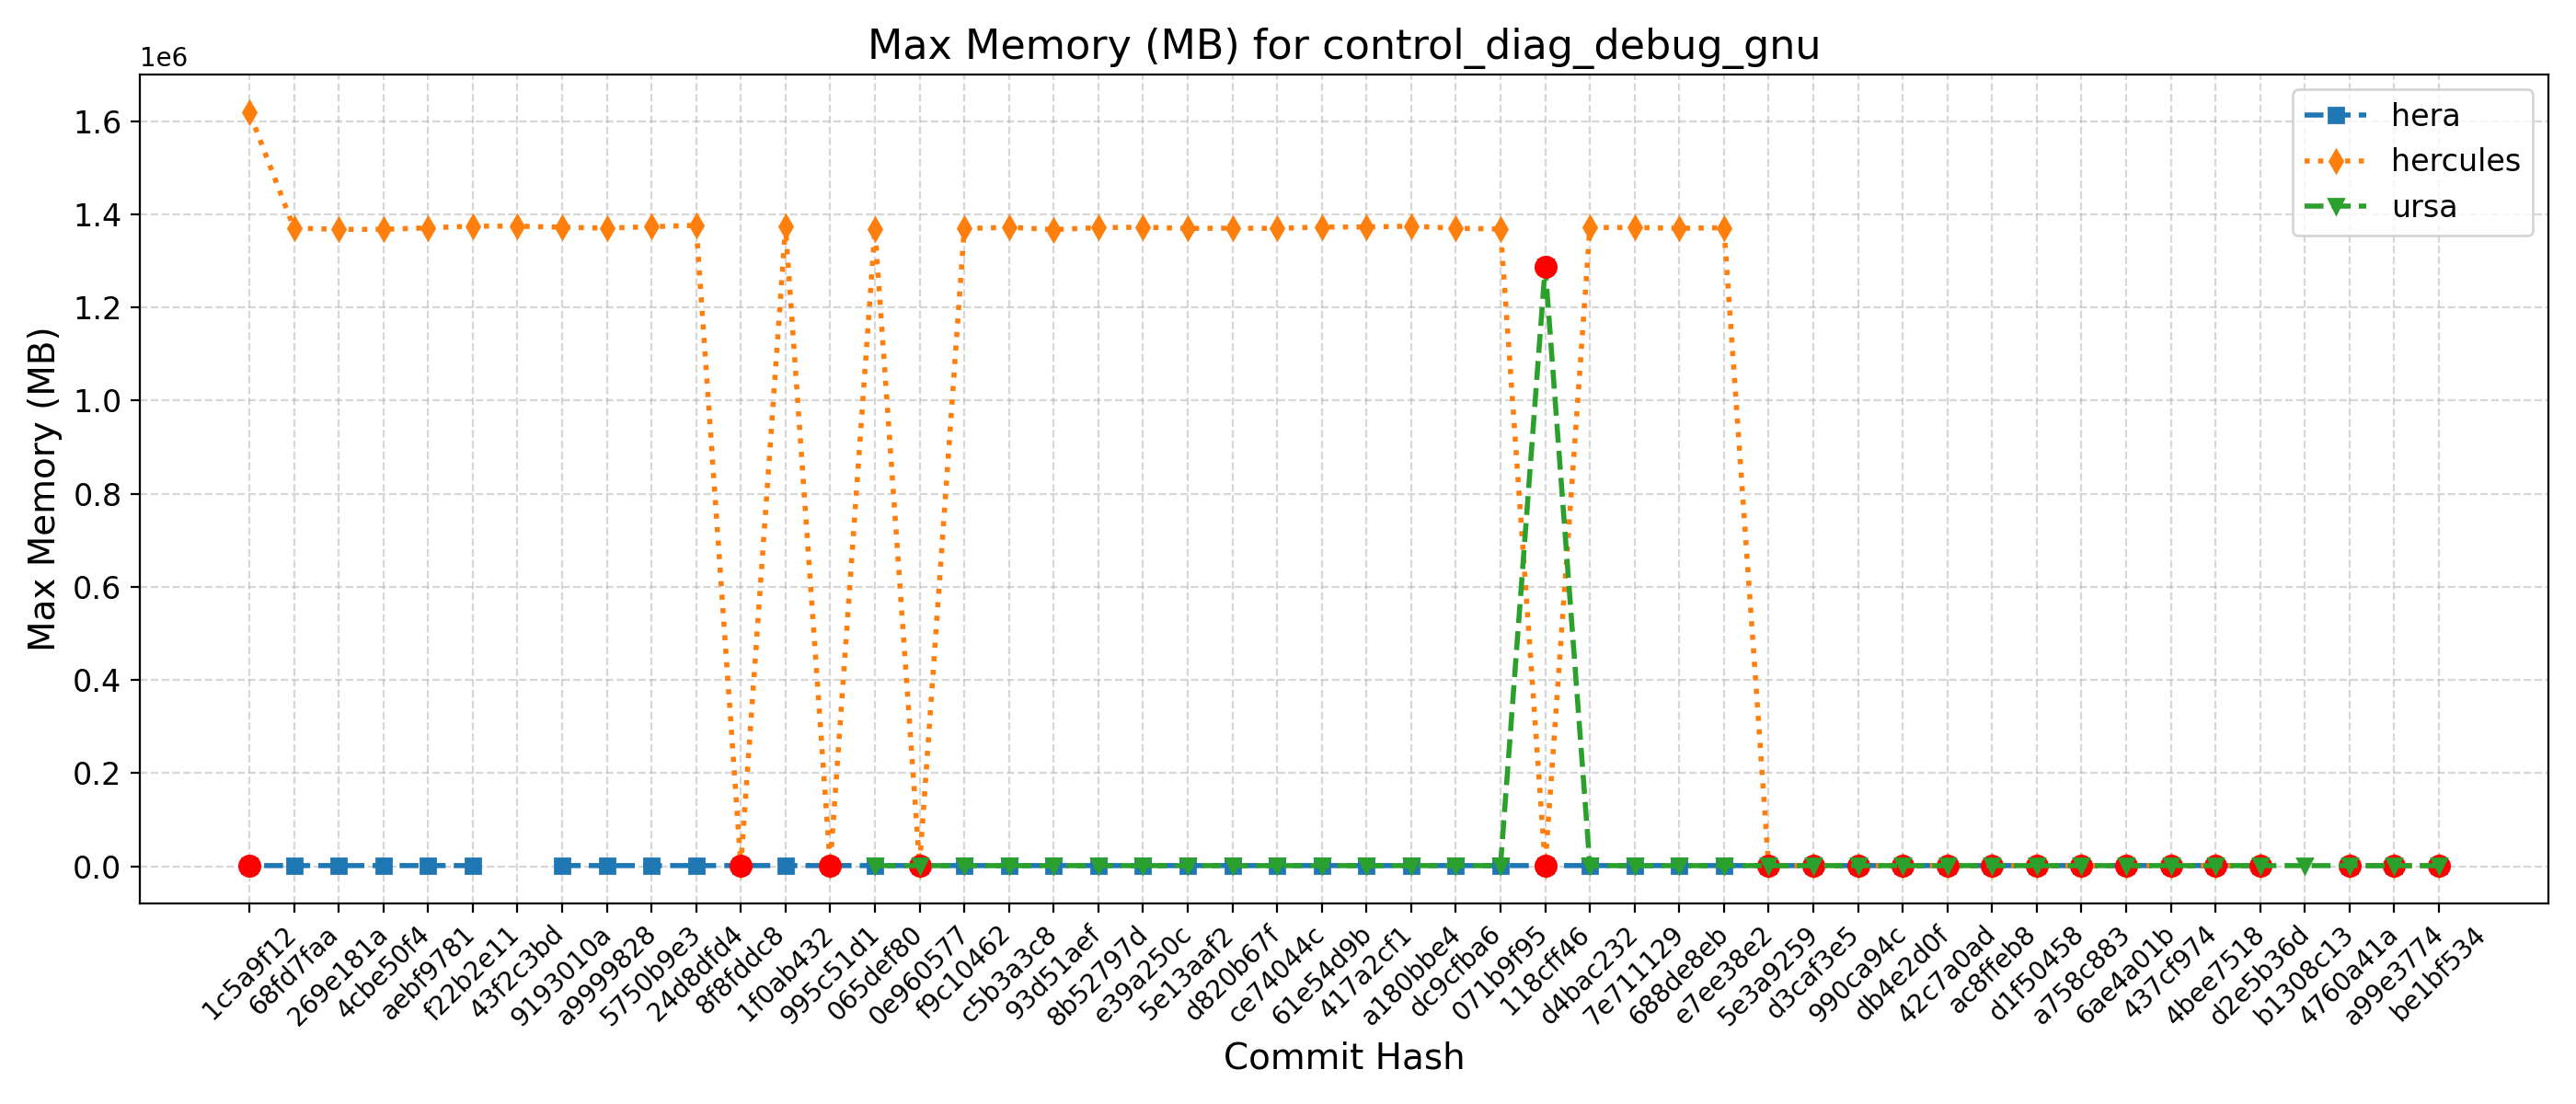 Max Memory (MB) for control_diag_debug_gnu
1e6
1.6
1.4
1.2
1.0
0.8
0.6
0.4
0.2
0.0
Max Memory (MB)
hera
hercules
ursa
1c5a9f12
68fd7faa
269e181a
4cbe50f4
aebf9781
f22b2e11
43f2c3bd
9193010a
a9999828
5750b9e3
24d8dfd4
8f8fddc8
1f0ab432
995c51d1
065def80
0e960577
f9c10462
c5b3a3c8
93d51aef
8b52797d
e39a250c
5e13aaf2
d820b67f
ce74044c
61e54d9b
417a2cf1
a180bbe4
dc9cfba6
071b9f95
118cff46
d4bac232
7e711129
688de8eb
e7ee38e2
5e3a9259
d3caf3e5
990ca94c
db4e2d0f
42c7a0ad
ac8ffeb8
d1f50458
a758c883
6ae4a01b
437cf974
4bee7518
d2e5b36d
b1308c13
4760a41a
a99e3774
be1bf534
Commit Hash